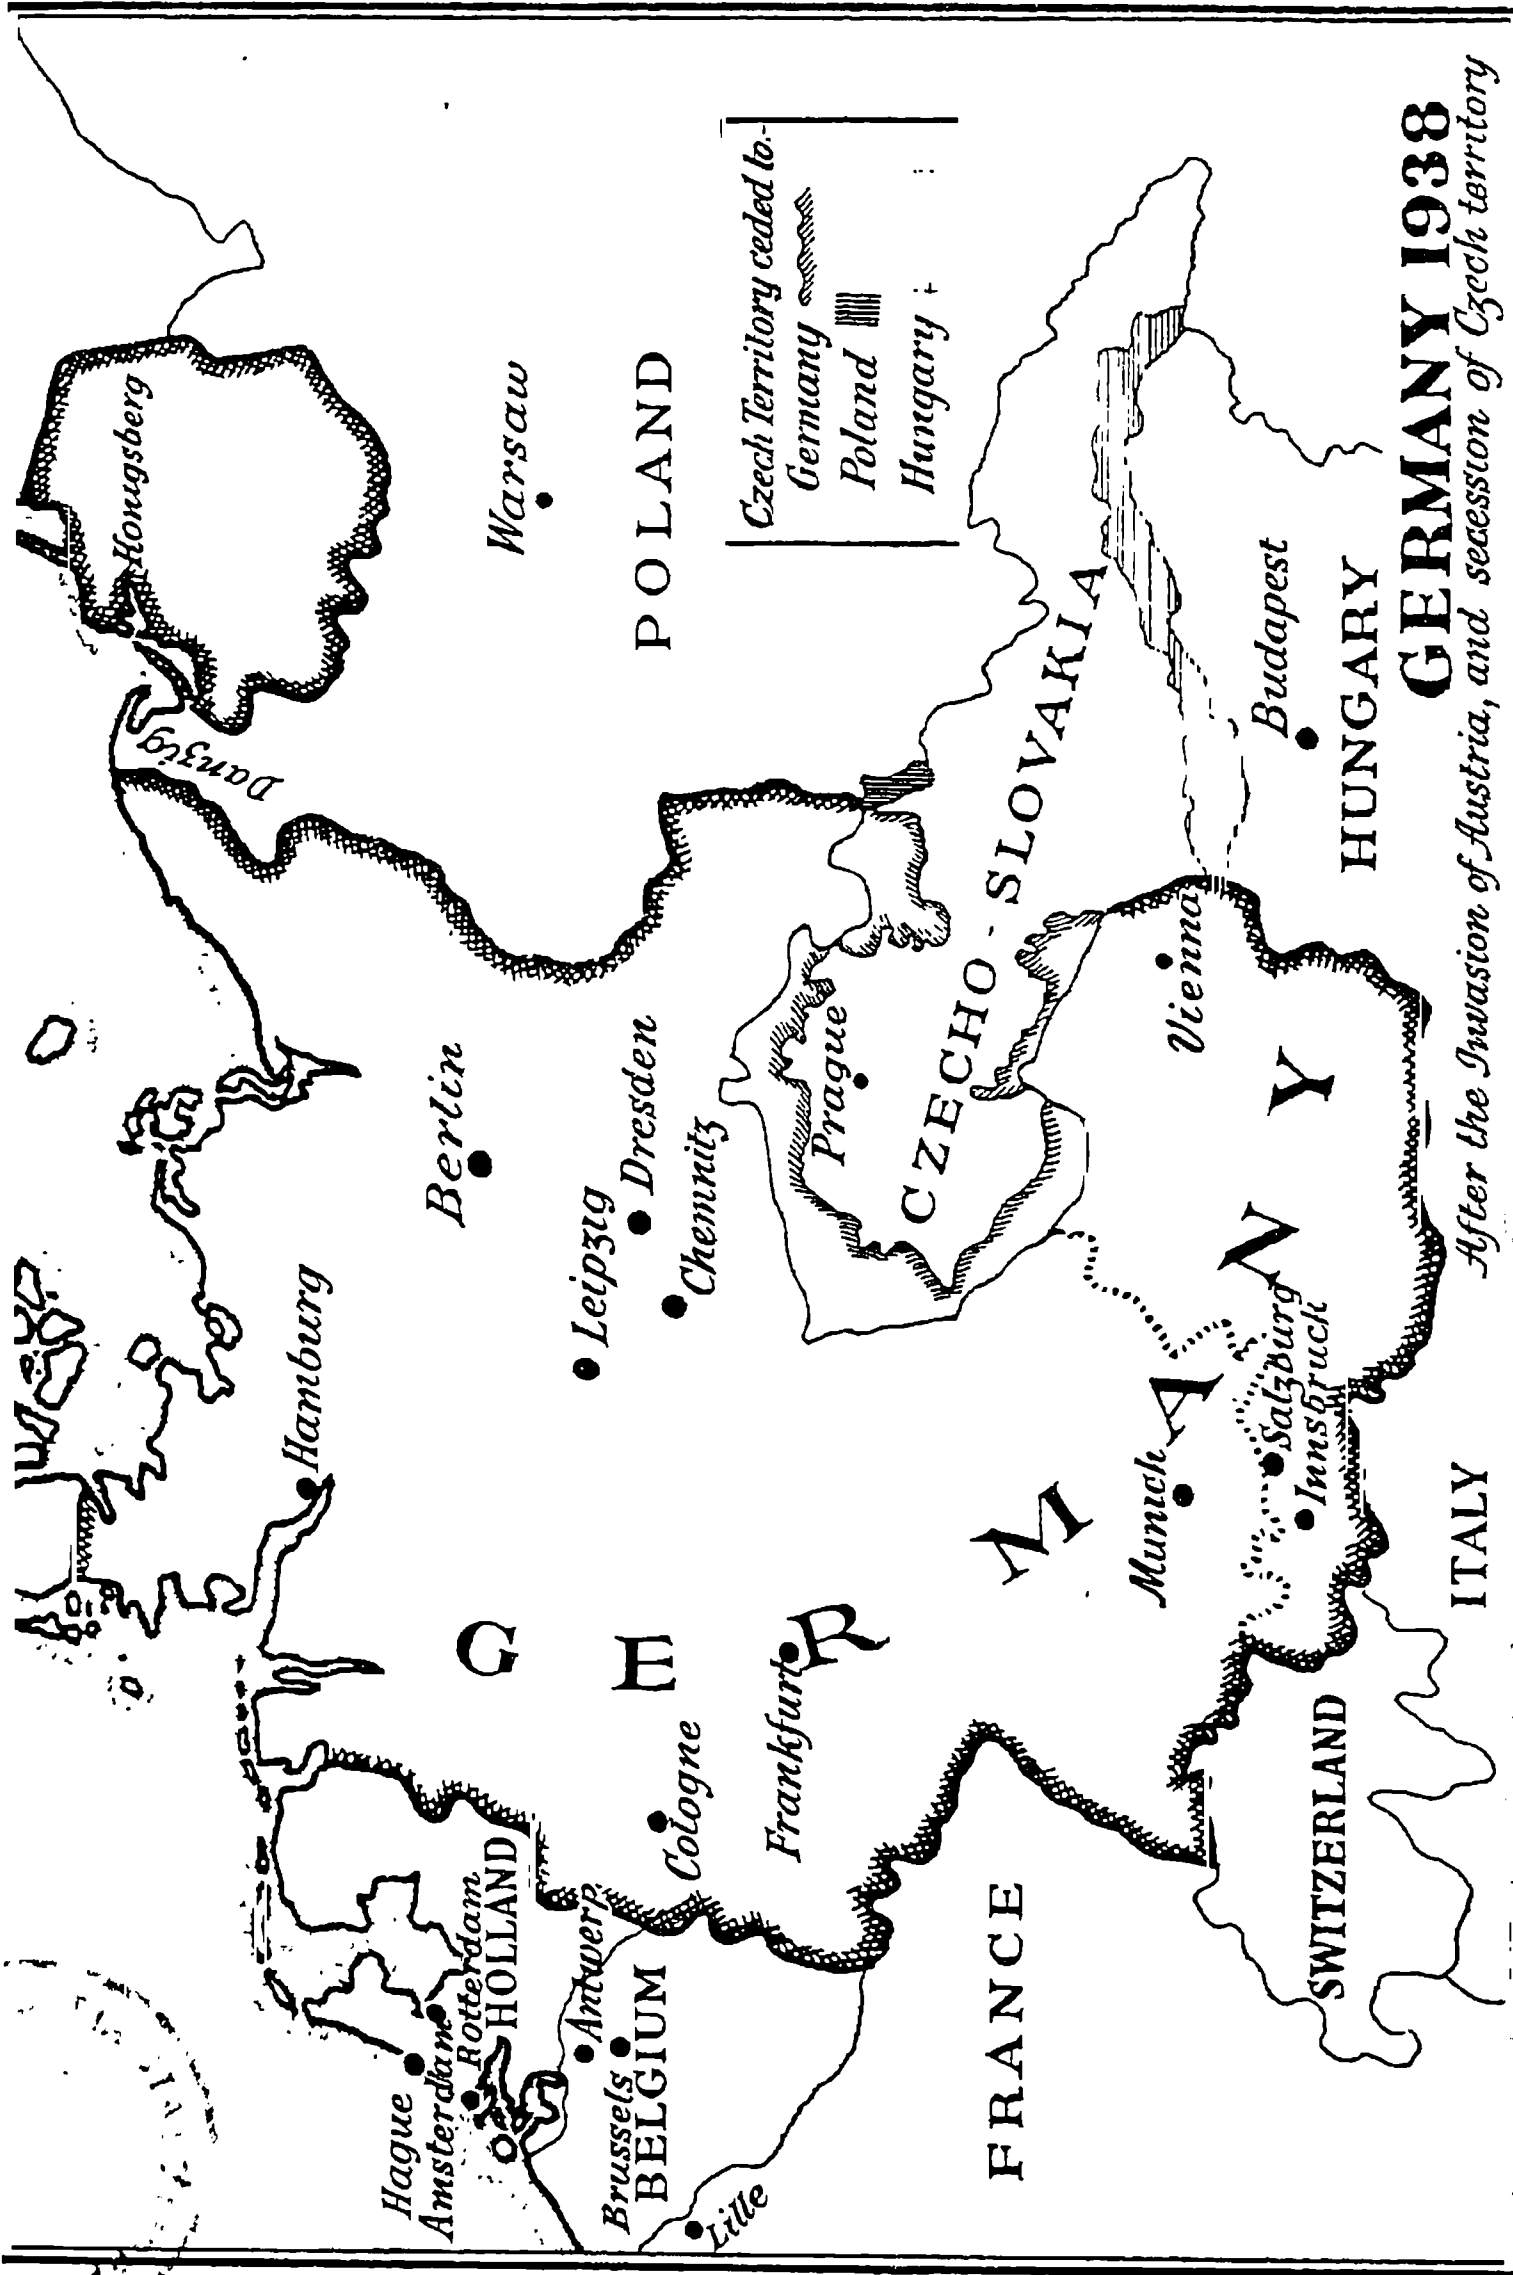 GERMANY 1938
After the Invasion of Austria, and secession of Czech territory
Czech Territory ceded to:-
Germany
Poland
Hungary
Hongsberg
Danzig
Warsaw
POLAND
Hamburg
Berlin
Leipzig
Dresden
Chemnitz
Prague
CZECHO-SLOVAKIA
Vienna
Budapest
HUNGARY
GERMANY
Hague
Amsterdam
Rotterdam
HOLLAND
Antwerp
Brussels
BELGIUM
Lille
Cologne
Frankfurt
FRANCE
Munich
Salzburg
Innsbruck
SWITZERLAND
ITALY